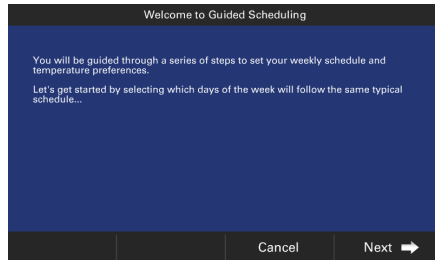 Welcome to Guided Scheduling
You will be guided through a series of steps to set your weekly schedule and
temperature preferences.
Let's get started by selecting which days of the week will follow the same typical
schedule...
Cancel
Next